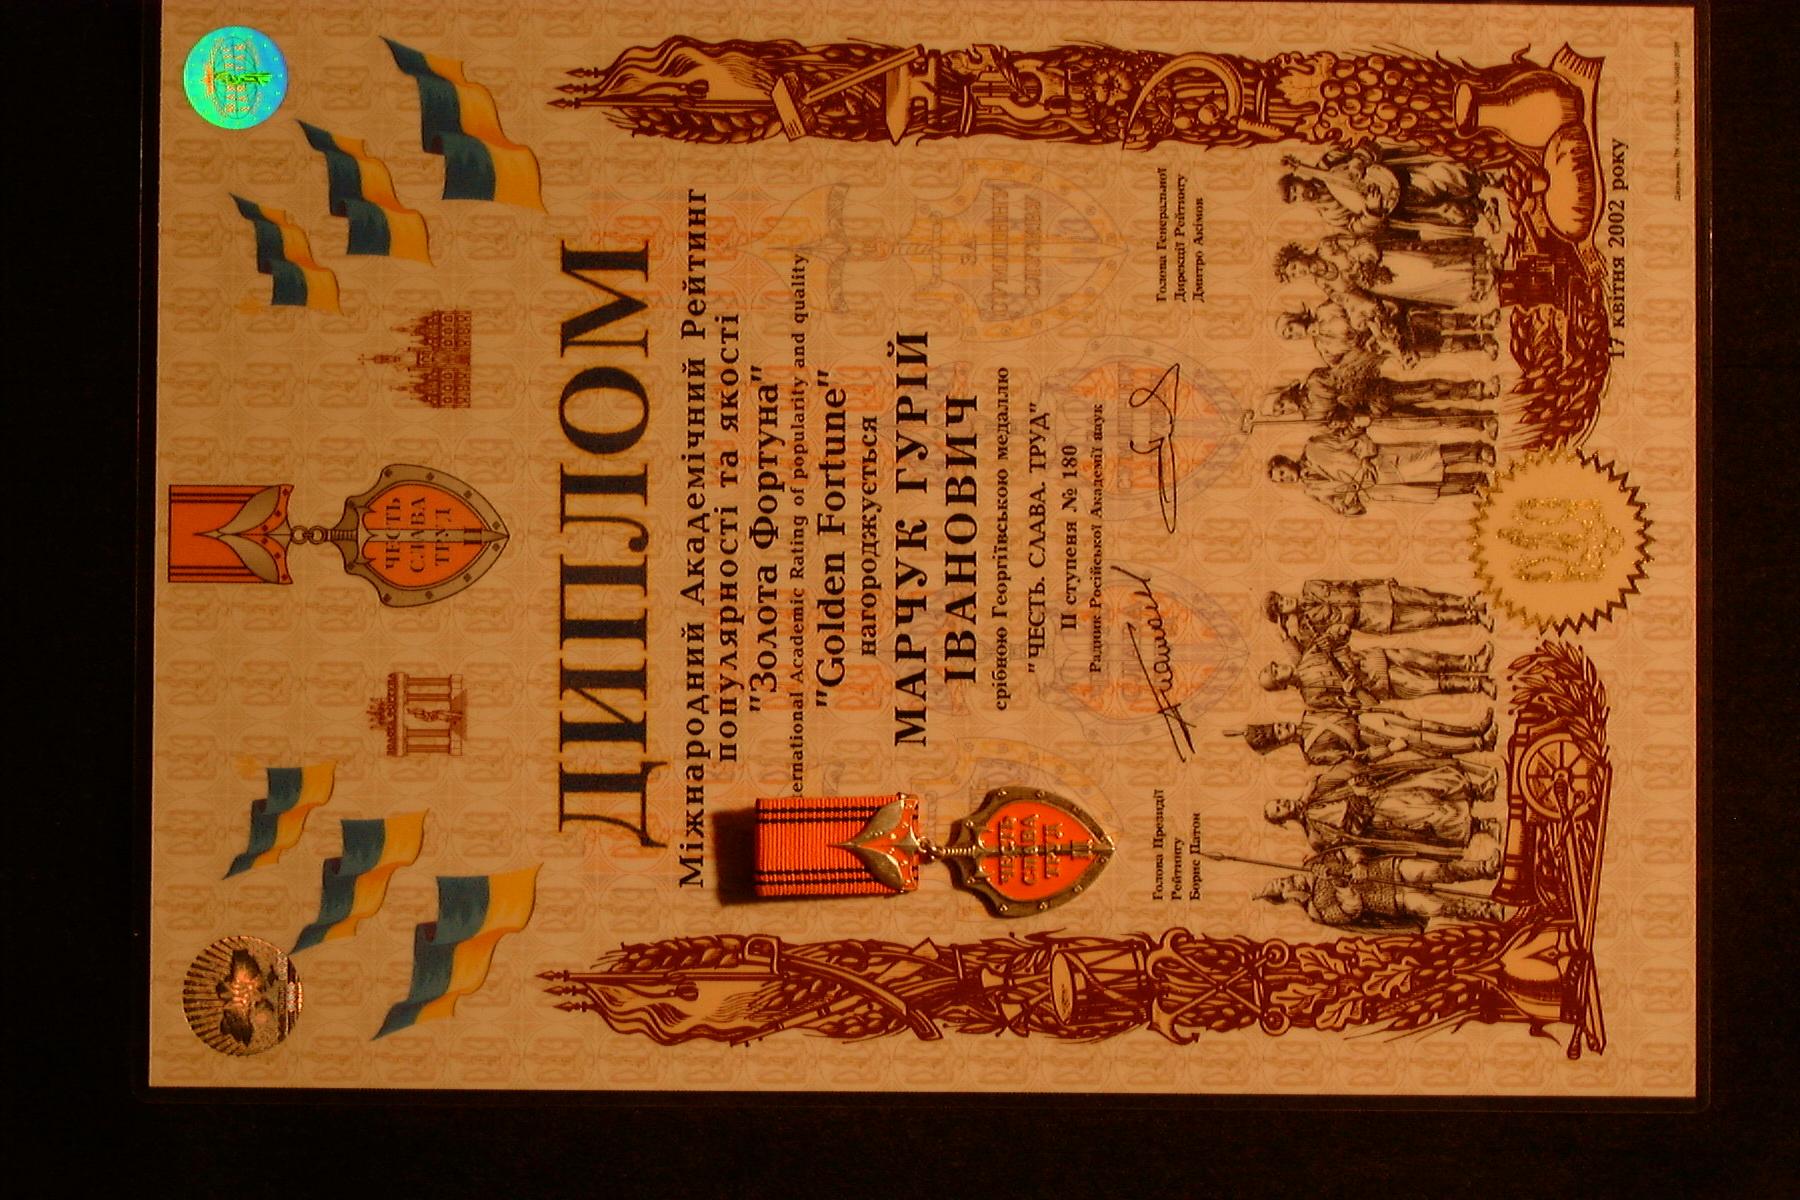 ЧЕСТЬ
СЛАВА
ТРУД
II
ДИПЛОМ
Міжнародний Академічний Рейтинг
популярності та якості
"Золота Фортуна"
ernational Academic Rating of popularity and quality
"Golden Fortune"
нагороджується
МАРЧУК ГУРІЙ
ІВАНОВИЧ
срібною Георгіївською медаллю
"ЧЕСТЬ. СЛАВА. ТРУД"
II ступеня № 180
Радник Російської Академії наук
ЧЕСТЬ
СЛАВА
ТРУД
Голова Президії
Рейтингу
Борис Патон
Голова Генеральної
Дирекції Рейтингу
Дмитро Акімов
17 квітня 2002 року